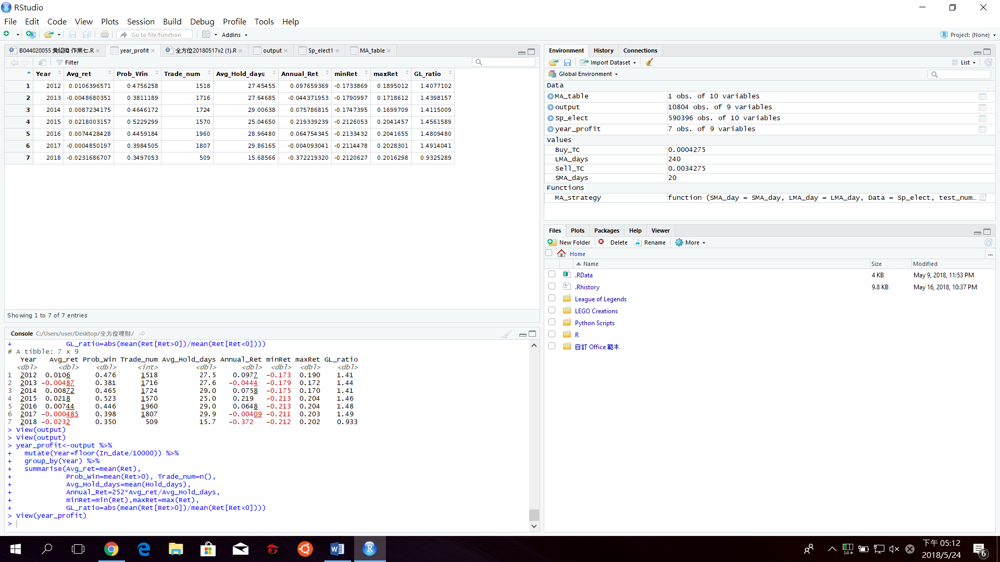 RStudio
File Edit Code View Plots Session Build Debug Profile Tools Help
Go to file/function Addins Project: (None)
B044020055 黄紹瑋 作業七.R year_profit 全方位20180517v2 (1).R output Sp_elect1 MA_table
Filter
Year Avg_ret Prob_Win Trade_num Avg_Hold_days Annual_Ret minRet maxRet GL_ratio
1 2012 0.0106396571 0.4756258 1518 27.45455 0.097659369 -0.1733869 0.1895012 1.4077102
2 2013 -0.0048680351 0.3811189 1716 27.64685 -0.044371953 -0.1790997 0.1718612 1.4398157
3 2014 0.0087234175 0.4646172 1724 29.00638 0.075786815 -0.1747395 0.1699709 1.4115009
4 2015 0.0218003157 0.5229299 1570 25.04650 0.219339239 -0.2126053 0.2041457 1.4561589
5 2016 0.0074428428 0.4459184 1960 28.96480 0.064754345 -0.2133432 0.2041655 1.4809480
6 2017 -0.0004850197 0.3984505 1807 29.86165 -0.004093041 -0.2114478 0.2028301 1.4914041
7 2018 -0.0231686707 0.3497053 509 15.68566 -0.372219320 -0.2120627 0.2016298 0.9325289
Showing 1 to 7 of 7 entries
Console C:/Users/user/Desktop/全方位理財/
+ GL_ratio=abs(mean(Ret[Ret>0])/mean(Ret[Ret<0])))
# A tibble: 7 x 9
Year Avg_ret Prob_Win Trade_num Avg_Hold_days Annual_Ret minRet maxRet GL_ratio
<dbl> <dbl> <dbl> <int> <dbl> <dbl> <dbl> <dbl> <dbl>
1 2012 0.0106 0.476 1518 27.5 0.0977 -0.173 0.190 1.41
2 2013 -0.00487 0.381 1716 27.6 -0.0444 -0.179 0.172 1.44
3 2014 0.00872 0.465 1724 29.0 0.0758 -0.175 0.170 1.41
4 2015 0.0218 0.523 1570 25.0 0.219 -0.213 0.204 1.46
5 2016 0.00744 0.446 1960 29.0 0.0648 -0.213 0.204 1.48
6 2017 -0.000485 0.398 1807 29.9 -0.00409 -0.211 0.203 1.49
7 2018 -0.0232 0.350 509 15.7 -0.372 -0.212 0.202 0.933
> View(output)
> View(output)
> year_profit<-output %>%
+ mutate(Year=floor(In_date/10000)) %>%
+ group_by(Year) %>%
+ summarise(Avg_ret=mean(Ret),
+ Prob_Win=mean(Ret>0), Trade_num=n(),
+ Avg_Hold_days=mean(Hold_days),
+ Annual_Ret=252*Avg_ret/Avg_Hold_days,
+ minRet=min(Ret),maxRet=max(Ret),
+ GL_ratio=abs(mean(Ret[Ret>0])/mean(Ret[Ret<0])))
> View(year_profit)
>
Environment History Connections
Import Dataset List
Global Environment
Data
MA_table 1 obs. of 10 variables
output 10804 obs. of 9 variables
Sp_elect 590396 obs. of 10 variables
year_profit 7 obs. of 9 variables
Values
Buy_TC 0.0004275
LMA_days 240
Sell_TC 0.0034275
SMA_days 20
Functions
MA_strategy function (SMA_day = SMA_day, LMA_day = LMA_day, Data = Sp_elect, test_num…
Files Plots Packages Help Viewer
New Folder Delete Rename More
Home ...
Name Size Modified
.RData 4 KB May 9, 2018, 11:53 PM
.Rhistory 9.8 KB May 16, 2018, 10:37 PM
League of Legends
LEGO Creations
Python Scripts
R
自訂 Office 範本
下午 05:12
2018/5/24
6